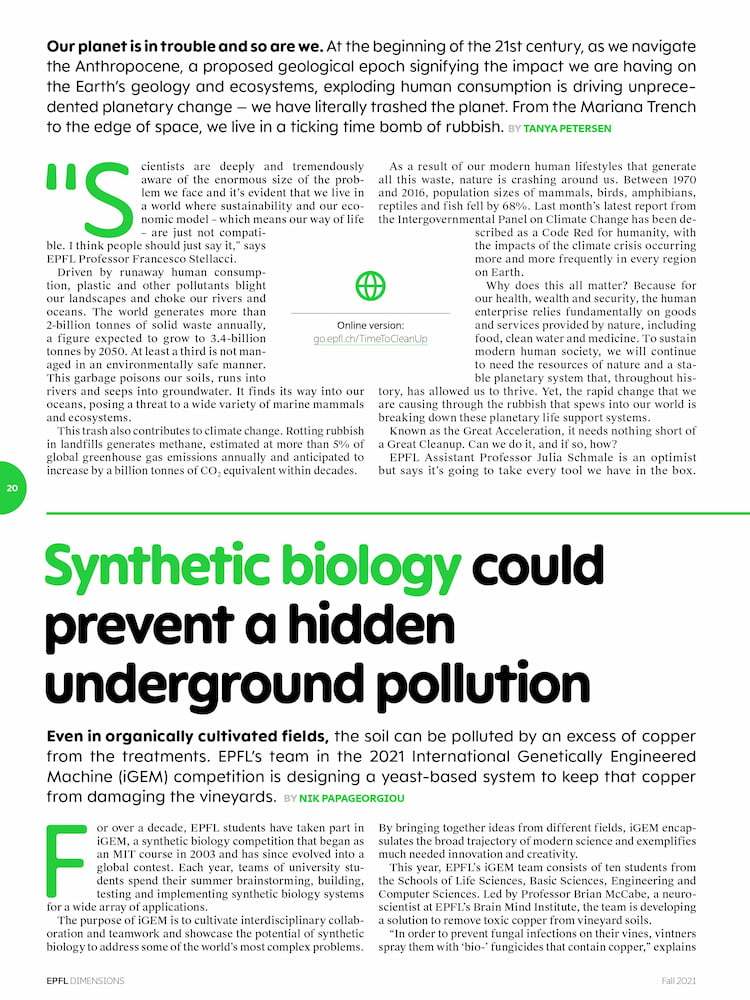 Our planet is in trouble and so are we. At the beginning of the 21st century, as we navigate
the Anthropocene, a proposed geological epoch signifying the impact we are having on
the Earth's geology and ecosystems, exploding human consumption is driving unprece-
dented planetary change – we have literally trashed the planet. From the Mariana Trench
to the edge of space, we live in a ticking time bomb of rubbish. BY TANYA PETERSEN
"Scientists are deeply and tremendously
aware of the enormous size of the prob-
lem we face and it's evident that we live in
a world where sustainability and our eco-
nomic model – which means our way of life
– are just not compati-
ble. I think people should just say it," says
EPFL Professor Francesco Stellacci.
Driven by runaway human consump-
tion, plastic and other pollutants blight
our landscapes and choke our rivers and
oceans. The world generates more than
2-billion tonnes of solid waste annually,
a figure expected to grow to 3.4-billion
tonnes by 2050. At least a third is not man-
aged in an environmentally safe manner.
This garbage poisons our soils, runs into
rivers and seeps into groundwater. It finds its way into our
oceans, posing a threat to a wide variety of marine mammals
and ecosystems.
This trash also contributes to climate change. Rotting rubbish
in landfills generates methane, estimated at more than 5% of
global greenhouse gas emissions annually and anticipated to
increase by a billion tonnes of CO₂ equivalent within decades.
Online version:
go.epfl.ch/TimeToCleanUp
As a result of our modern human lifestyles that generate
all this waste, nature is crashing around us. Between 1970
and 2016, population sizes of mammals, birds, amphibians,
reptiles and fish fell by 68%. Last month's latest report from
the Intergovernmental Panel on Climate Change has been de-
scribed as a Code Red for humanity, with
the impacts of the climate crisis occurring
more and more frequently in every region
on Earth.
Why does this all matter? Because for
our health, wealth and security, the human
enterprise relies fundamentally on goods
and services provided by nature, including
food, clean water and medicine. To sustain
modern human society, we will continue
to need the resources of nature and a sta-
ble planetary system that, throughout his-
tory, has allowed us to thrive. Yet, the rapid change that we
are causing through the rubbish that spews into our world is
breaking down these planetary life support systems.
Known as the Great Acceleration, it needs nothing short of
a Great Cleanup. Can we do it, and if so, how?
EPFL Assistant Professor Julia Schmale is an optimist
but says it's going to take every tool we have in the box.
20
Synthetic biology could
prevent a hidden
underground pollution
Even in organically cultivated fields, the soil can be polluted by an excess of copper
from the treatments. EPFL's team in the 2021 International Genetically Engineered
Machine (iGEM) competition is designing a yeast-based system to keep that copper
from damaging the vineyards. BY NIK PAPAGEORGIOU
For over a decade, EPFL students have taken part in
iGEM, a synthetic biology competition that began as
an MIT course in 2003 and has since evolved into a
global contest. Each year, teams of university stu-
dents spend their summer brainstorming, building,
testing and implementing synthetic biology systems
for a wide array of applications.
The purpose of iGEM is to cultivate interdisciplinary collab-
oration and teamwork and showcase the potential of synthetic
biology to address some of the world's most complex problems.
By bringing together ideas from different fields, iGEM encap-
sulates the broad trajectory of modern science and exemplifies
much needed innovation and creativity.
This year, EPFL's iGEM team consists of ten students from
the Schools of Life Sciences, Basic Sciences, Engineering and
Computer Sciences. Led by Professor Brian McCabe, a neuro-
scientist at EPFL's Brain Mind Institute, the team is developing
a solution to remove toxic copper from vineyard soils.
"In order to prevent fungal infections on their vines, vintners
spray them with 'bio-' fungicides that contain copper," explains
EPFL DIMENSIONS
Fall 2021